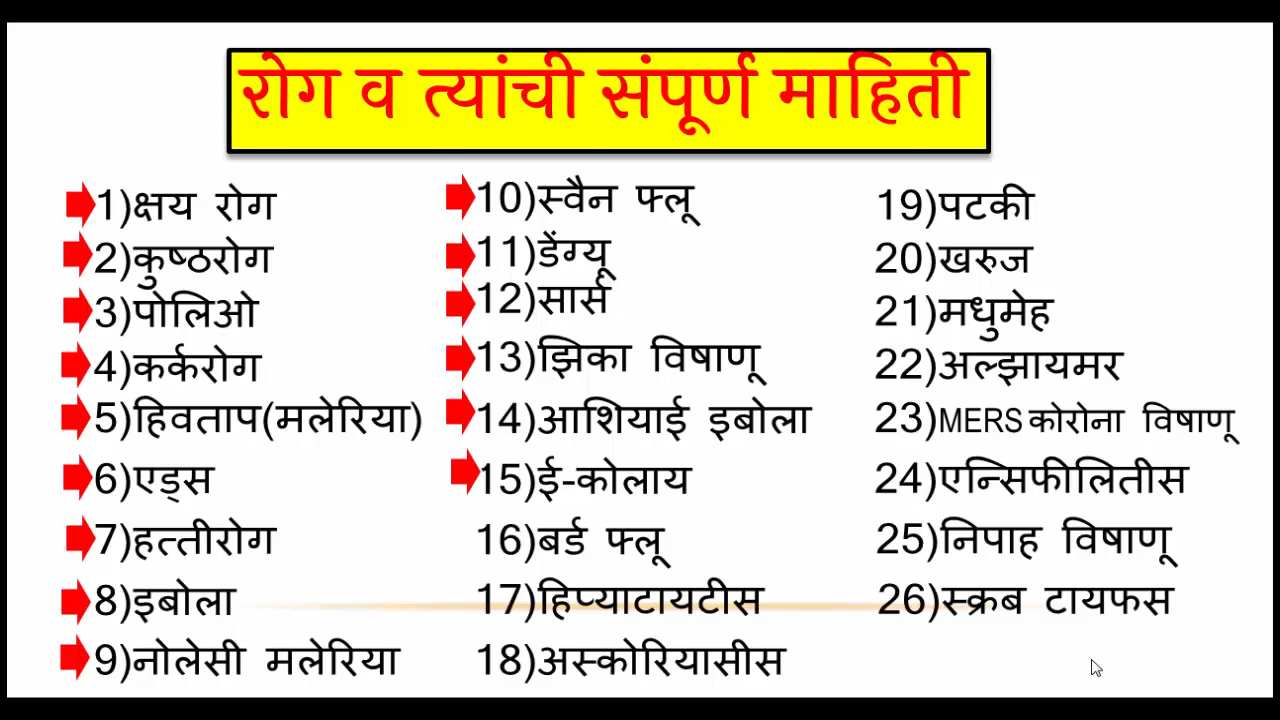 रोग व त्यांची संपूर्ण माहिती
1)क्षय रोग
2)कुष्ठरोग
3)पोलिओ
4)कर्करोग
5)हिवताप(मलेरिया)
6)एड्स
7)हत्तीरोग
8)इबोला
9)नोलेसी मलेरिया
10)स्वैन फ्लू
11)डेंग्यू
12)सार्स
13)झिका विषाणू
14)आशियाई इबोला
15)ई-कोलाय
16)बर्ड फ्लू
17)हिप्याटायटीस
18)अस्कोरियासीस
19)पटकी
20)खरुज
21)मधुमेह
22)अल्झायमर
23)MERS कोरोना विषाणू
24)एन्सिफीलितीस
25)निपाह विषाणू
26)स्क्रब टायफस